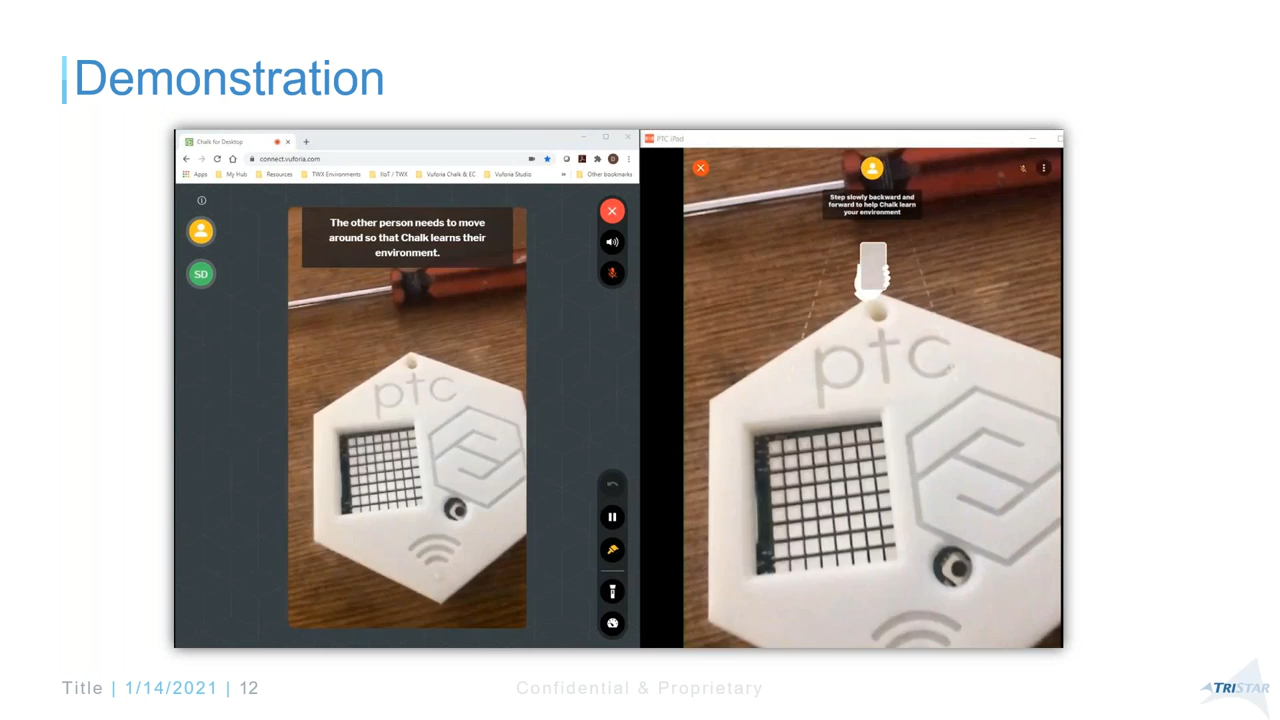 Demonstration
Chalk for Desktop
PTC iPad
connect.vuforia.com
Apps
My Hub
Resources
TWX Environments
IIoT / TWX
Vuforia Chalk & EC
Vuforia Studio
»
Other bookmarks
D
SD
The other person needs to move
around so that Chalk learns their
environment.
Step slowly backward and
forward to help Chalk learn
your environment
ptc
ptc
Title | 1/14/2021 | 12
Confidential & Proprietary
TRISTAR